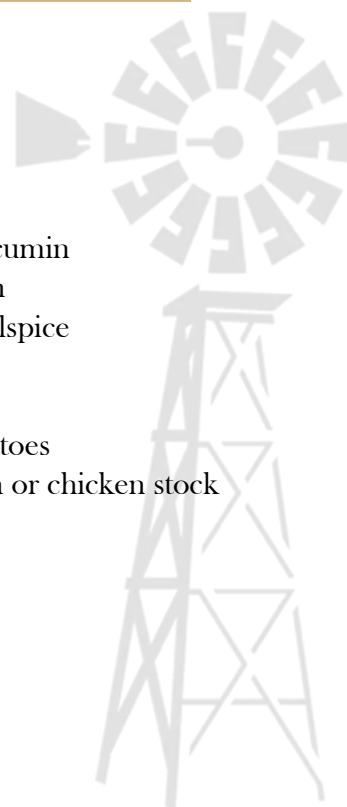 cumin
n
lspice
toes
n or chicken stock